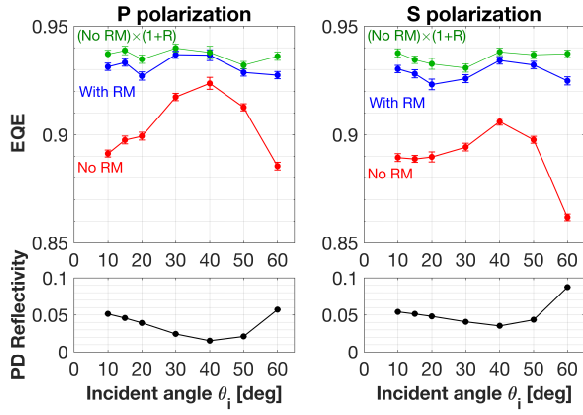 P polarization
S polarization
0.95
0.9
0.85
EQE
(No RM)×(1+R)
With RM
No RM
0 10 20 30 40 50 60
0.95
0.9
0.85
(No RM)×(1+R)
With RM
No RM
0 10 20 30 40 50 60
0.1
0.05
0
PD Reflectivity
0 10 20 30 40 50 60
Incident angle θi [deg]
0.1
0.05
0
0 10 20 30 40 50 60
Incident angle θi [deg]